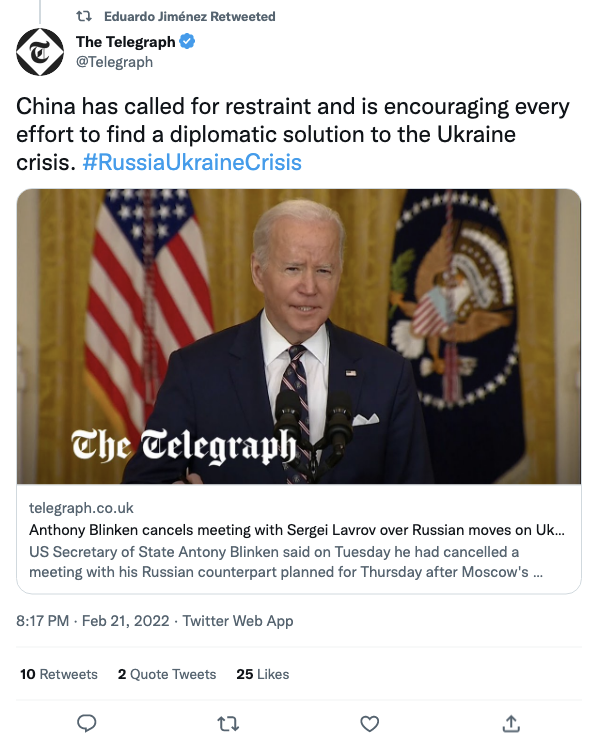 Eduardo Jiménez Retweeted
The Telegraph
@Telegraph
China has called for restraint and is encouraging every
effort to find a diplomatic solution to the Ukraine
crisis. #RussiaUkraineCrisis
The Telegraph
telegraph.co.uk
Anthony Blinken cancels meeting with Sergei Lavrov over Russian moves on Uk...
US Secretary of State Antony Blinken said on Tuesday he had cancelled a
meeting with his Russian counterpart planned for Thursday after Moscow's ...
8:17 PM · Feb 21, 2022 · Twitter Web App
10 Retweets 2 Quote Tweets 25 Likes